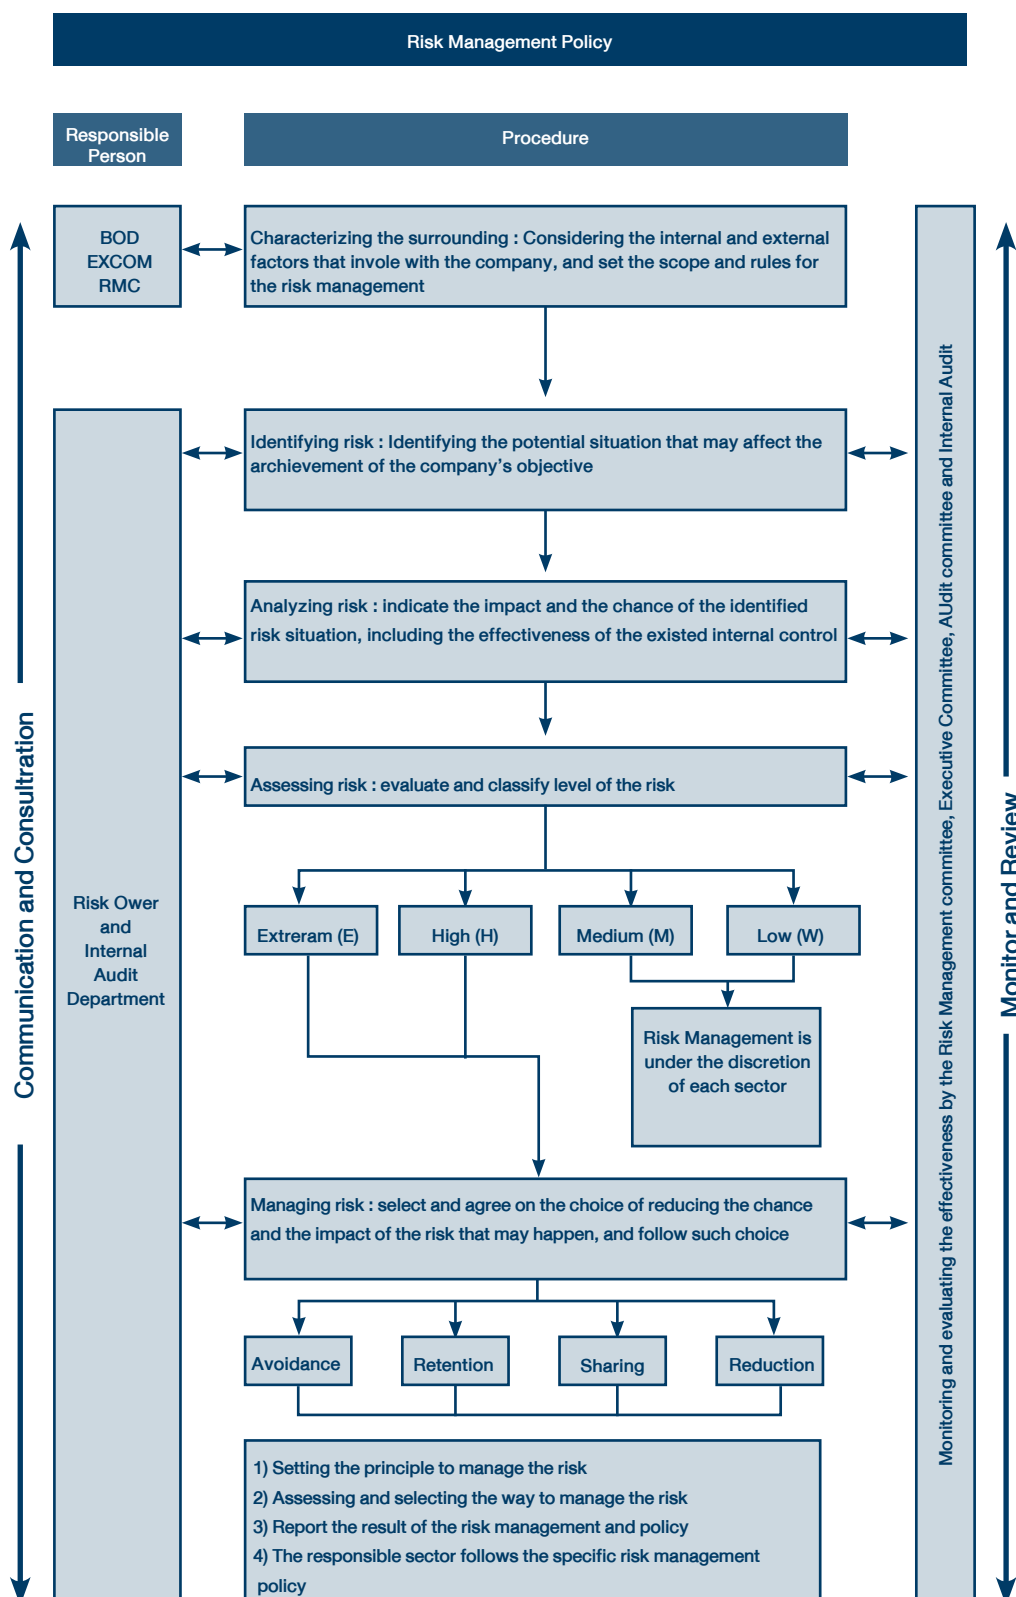 Risk Management Policy
Responsible
Person
Procedure
BOD
EXCOM
RMC
Characterizing the surrounding : Considering the internal and external
factors that invole with the company, and set the scope and rules for
the risk management
Identifying risk : Identifying the potential situation that may affect the
archievement of the company's objective
Analyzing risk : indicate the impact and the chance of the identified
risk situation, including the effectiveness of the existed internal control
Assessing risk : evaluate and classify level of the risk
Risk Ower
and
Internal
Audit
Department
Extreram (E)
High (H)
Medium (M)
Low (W)
Risk Management is
under the discretion
of each sector
Managing risk : select and agree on the choice of reducing the chance
and the impact of the risk that may happen, and follow such choice
Avoidance
Retention
Sharing
Reduction
1) Setting the principle to manage the risk
2) Assessing and selecting the way to manage the risk
3) Report the result of the risk management and policy
4) The responsible sector follows the specific risk management
policy
Communication and Consultration
Monitoring and evaluating the effectiveness by the Risk Management committee, Executive Committee, AUdit committee and Internal Audit
Monitor and Review